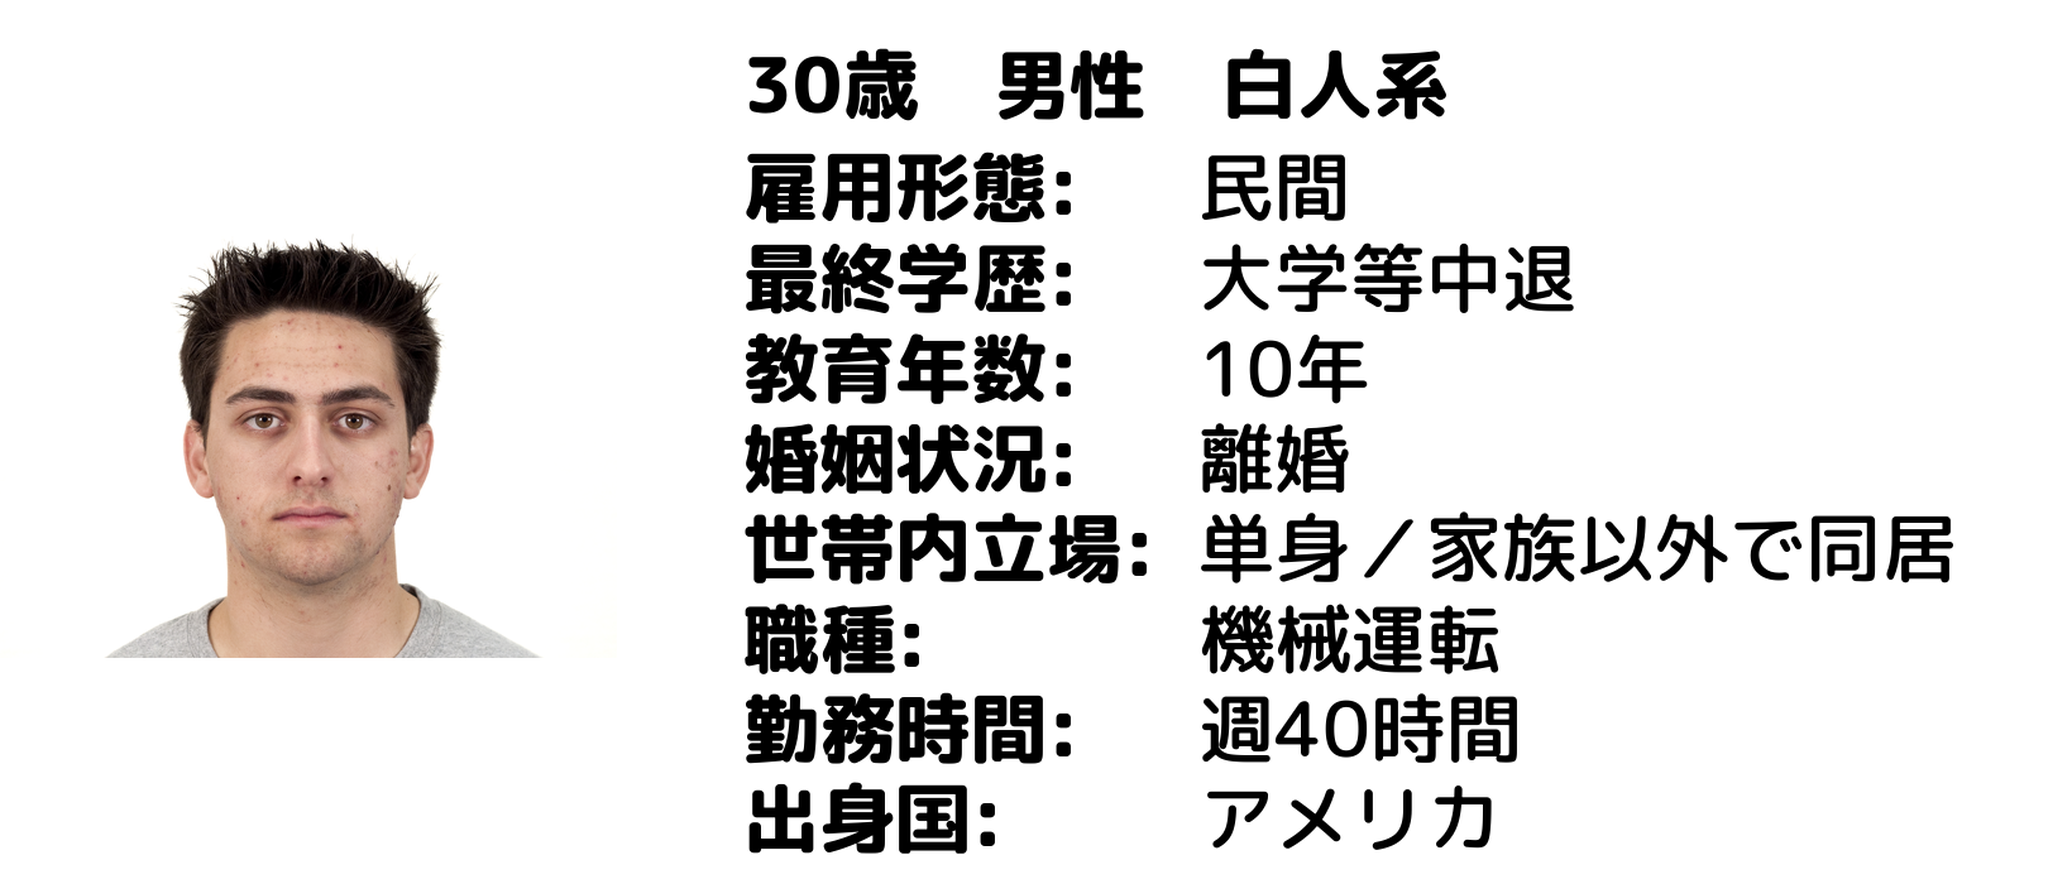 30歳　男性　白人系
雇用形態: 民間
最終学歴: 大学等中退
教育年数: 10年
婚姻状況: 離婚
世帯内立場: 単身／家族以外で同居
職種: 機械運転
勤務時間: 週40時間
出身国: アメリカ